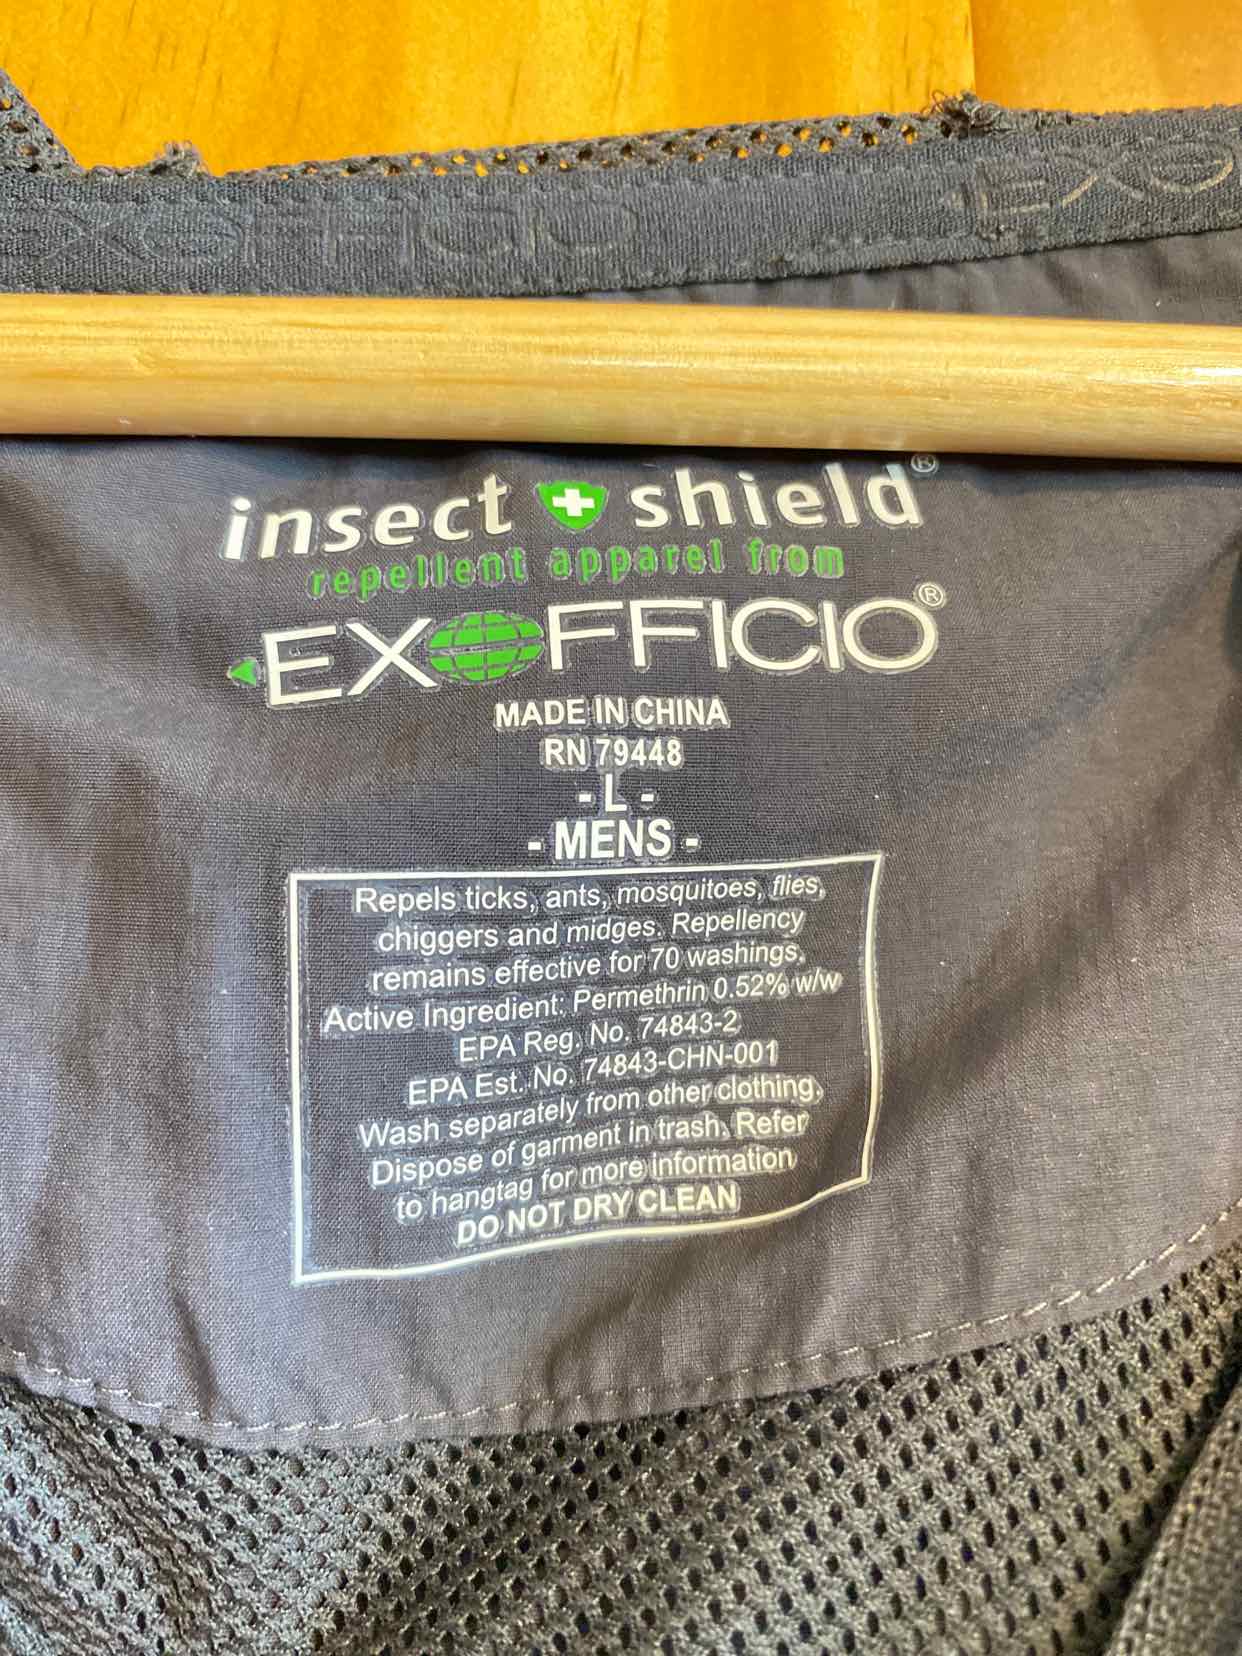 EXOFFICIO EXO
insect shield®
repellent apparel from
EXOFFICIO®
MADE IN CHINA
RN 79448
- L -
- MENS -
Repels ticks, ants, mosquitoes, flies,
chiggers and midges. Repellency
remains effective for 70 washings.
Active Ingredient: Permethrin 0.52% w/w
EPA Reg. No. 74843-2
EPA Est. No. 74843-CHN-001
Wash separately from other clothing.
Dispose of garment in trash. Refer
to hangtag for more information
DO NOT DRY CLEAN